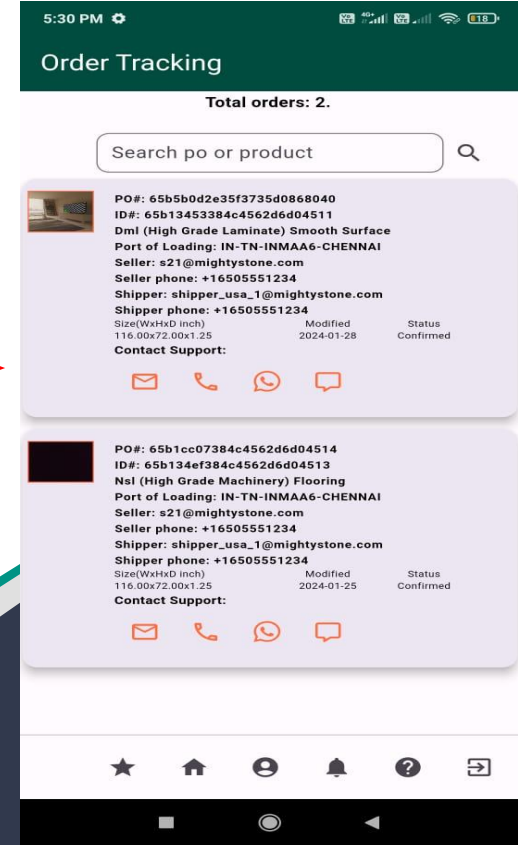 5:30 PM
4G+
18
Order Tracking
Total orders: 2.
Search po or product
PO#: 65b5b0d2e35f3735d0868040
ID#: 65b13453384c4562d6d04511
Dml (High Grade Laminate) Smooth Surface
Port of Loading: IN-TN-INMAA6-CHENNAI
Seller: s21@mightystone.com
Seller phone: +16505551234
Shipper: shipper_usa_1@mightystone.com
Shipper phone: +16505551234
Size(WxHxD inch) Modified Status
116.00x72.00x1.25 2024-01-28 Confirmed
Contact Support:
PO#: 65b1cc07384c4562d6d04514
ID#: 65b134ef384c4562d6d04513
Nsl (High Grade Machinery) Flooring
Port of Loading: IN-TN-INMAA6-CHENNAI
Seller: s21@mightystone.com
Seller phone: +16505551234
Shipper: shipper_usa_1@mightystone.com
Shipper phone: +16505551234
Size(WxHxD inch) Modified Status
116.00x72.00x1.25 2024-01-25 Confirmed
Contact Support: